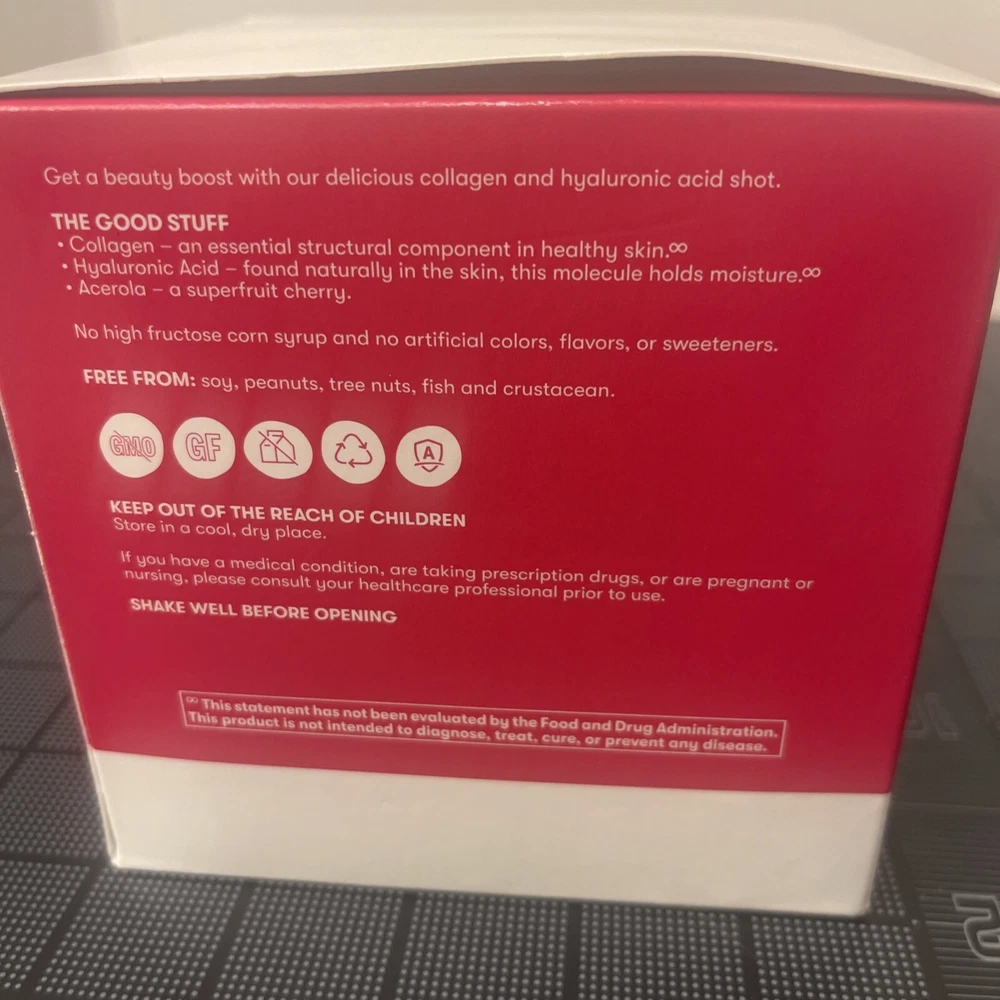 Get a beauty boost with our delicious collagen and hyaluronic acid shot.
THE GOOD STUFF
• Collagen – an essential structural component in healthy skin.∞
• Hyaluronic Acid – found naturally in the skin, this molecule holds moisture.∞
• Acerola – a superfruit cherry.
No high fructose corn syrup and no artificial colors, flavors, or sweeteners.
FREE FROM: soy, peanuts, tree nuts, fish and crustacean.
GMO GF A
KEEP OUT OF THE REACH OF CHILDREN
Store in a cool, dry place.
If you have a medical condition, are taking prescription drugs, or are pregnant or
nursing, please consult your healthcare professional prior to use.
SHAKE WELL BEFORE OPENING
∞ This statement has not been evaluated by the Food and Drug Administration.
This product is not intended to diagnose, treat, cure, or prevent any disease.